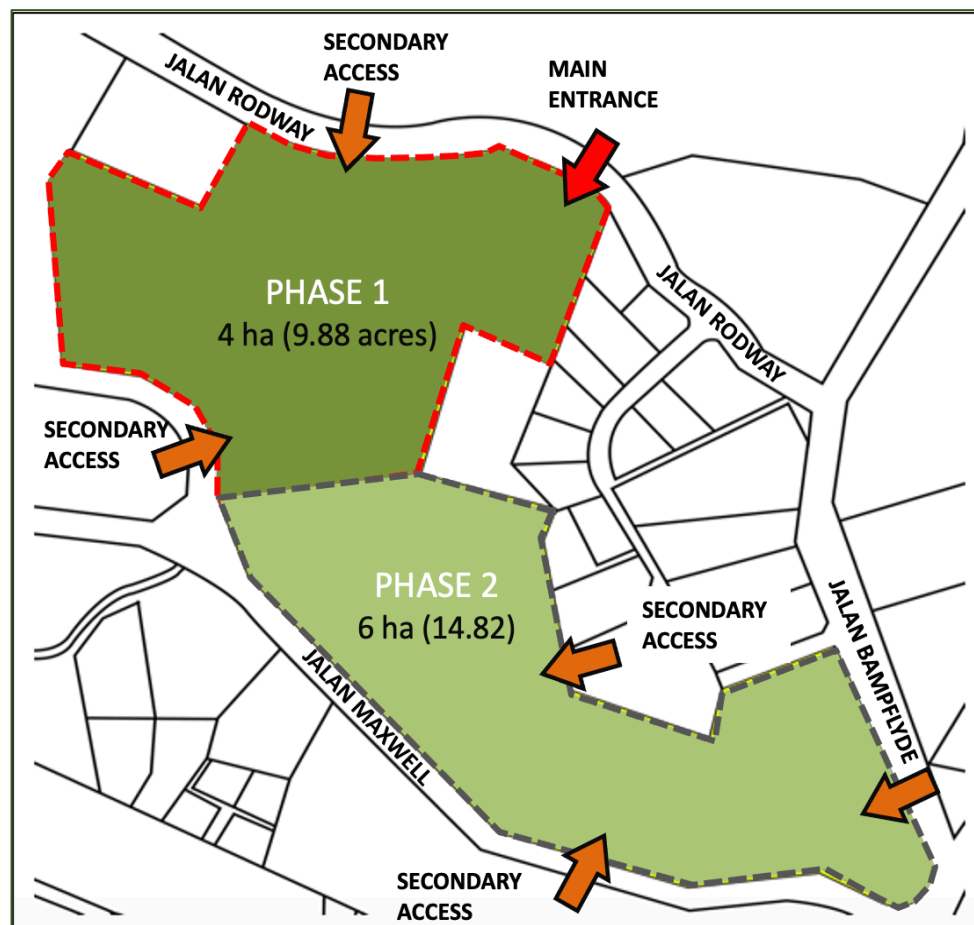 SECONDARY
ACCESS
MAIN
ENTRANCE
JALAN RODWAY
JALAN RODWAY
PHASE 1
4 ha (9.88 acres)
SECONDARY
ACCESS
PHASE 2
6 ha (14.82)
SECONDARY
ACCESS
JALAN BAMPFLYDE
JALAN MAXWELL
SECONDARY
ACCESS